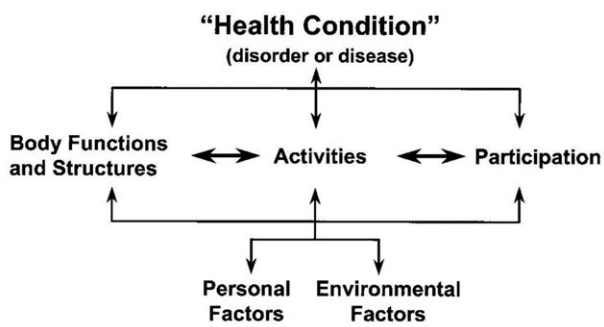 “Health Condition”
(disorder or disease)
Body Functions
and Structures
Activities
Participation
Personal
Factors
Environmental
Factors